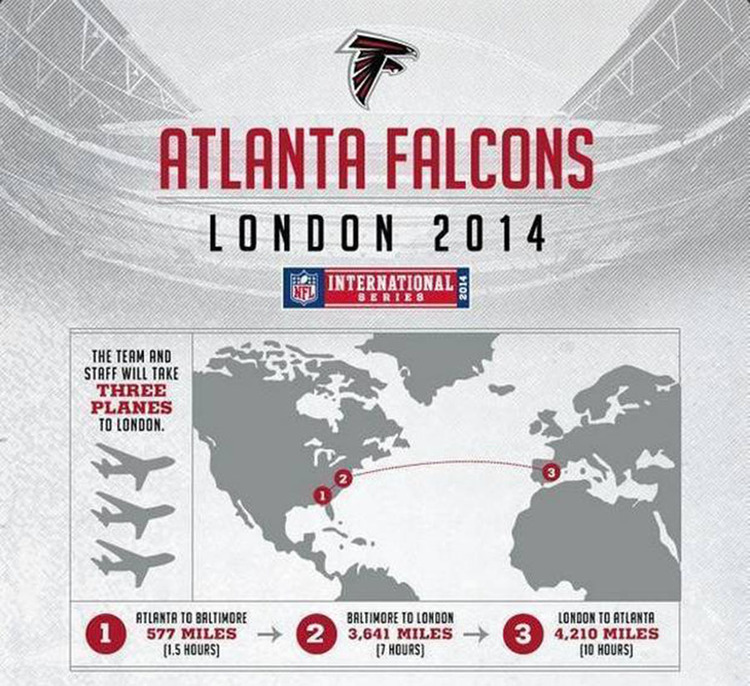 ATLANTA FALCONS
LONDON 2014
NFL
INTERNATIONAL
SERIES
2014
THE TEAM AND
STAFF WILL TAKE
THREE
PLANES
TO LONDON.
1
2
3
1
ATLANTA TO BALTIMORE
577 MILES
(1.5 HOURS)
2
BALTIMORE TO LONDON
3,641 MILES
(7 HOURS)
3
LONDON TO ATLANTA
4,210 MILES
(10 HOURS)